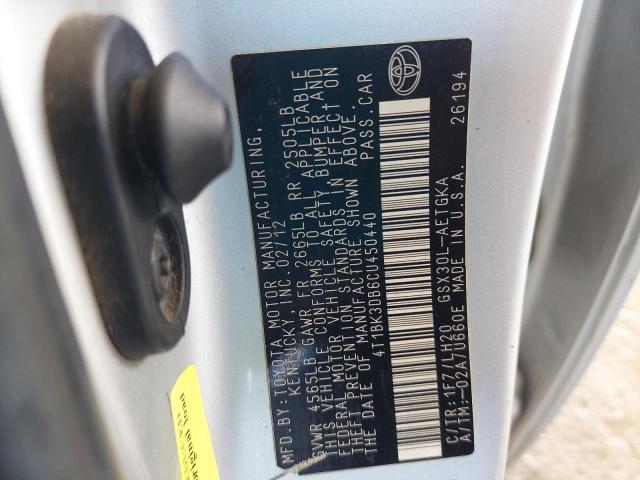 MFD.BY:TOYOTA MOTOR MANUFACTURING,
KENTUCKY, INC. 02/12
GVWR 4565LB GAWR FR 2665LB RR 2505LB
THIS VEHICLE CONFORMS TO ALL APPLICABLE
FEDERAL MOTOR VEHICLE SAFETY, BUMPER, AND
THEFT PREVENTION STANDARDS IN EFFECT ON
THE DATE OF MANUFACTURE SHOWN ABOVE.
4T1BK3DB6CU450440 PASS. CAR
C/TR:1F7/LH20 GSX30L-AETGKA
A/TM:-02A/U660E MADE IN U.S.A. 26194